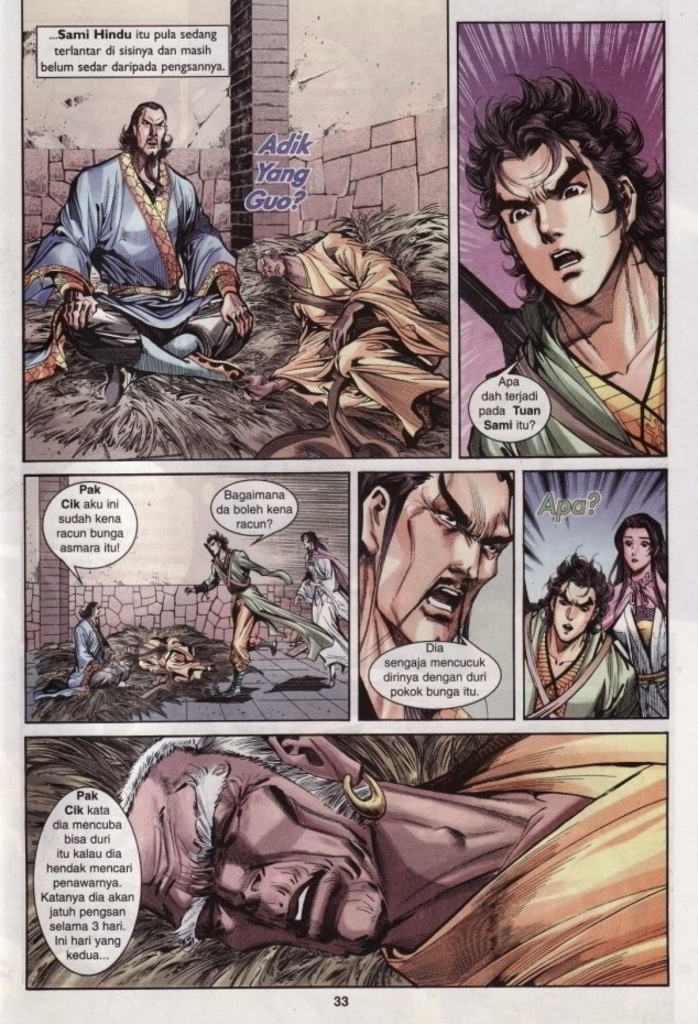 ...Sami Hindu itu pula sedang
terlantar di sisinya dan masih
belum sedar daripada pengsannya.
Adik
Yang
Guo?
Apa
dah terjadi
pada Tuan
Sami itu?
Pak
Cik aku ini
sudah kena
racun bunga
asmara itu!
Bagaimana
da boleh kena
racun?
Dia
sengaja mencucuk
dirinya dengan duri
pokok bunga itu.
Apa?
Pak
Cik kata
dia mencuba
bisa duri
itu kalau dia
hendak mencari
penawarnya.
Katanya dia akan
jatuh pengsan
selama 3 hari.
Ini hari yang
kedua...
33